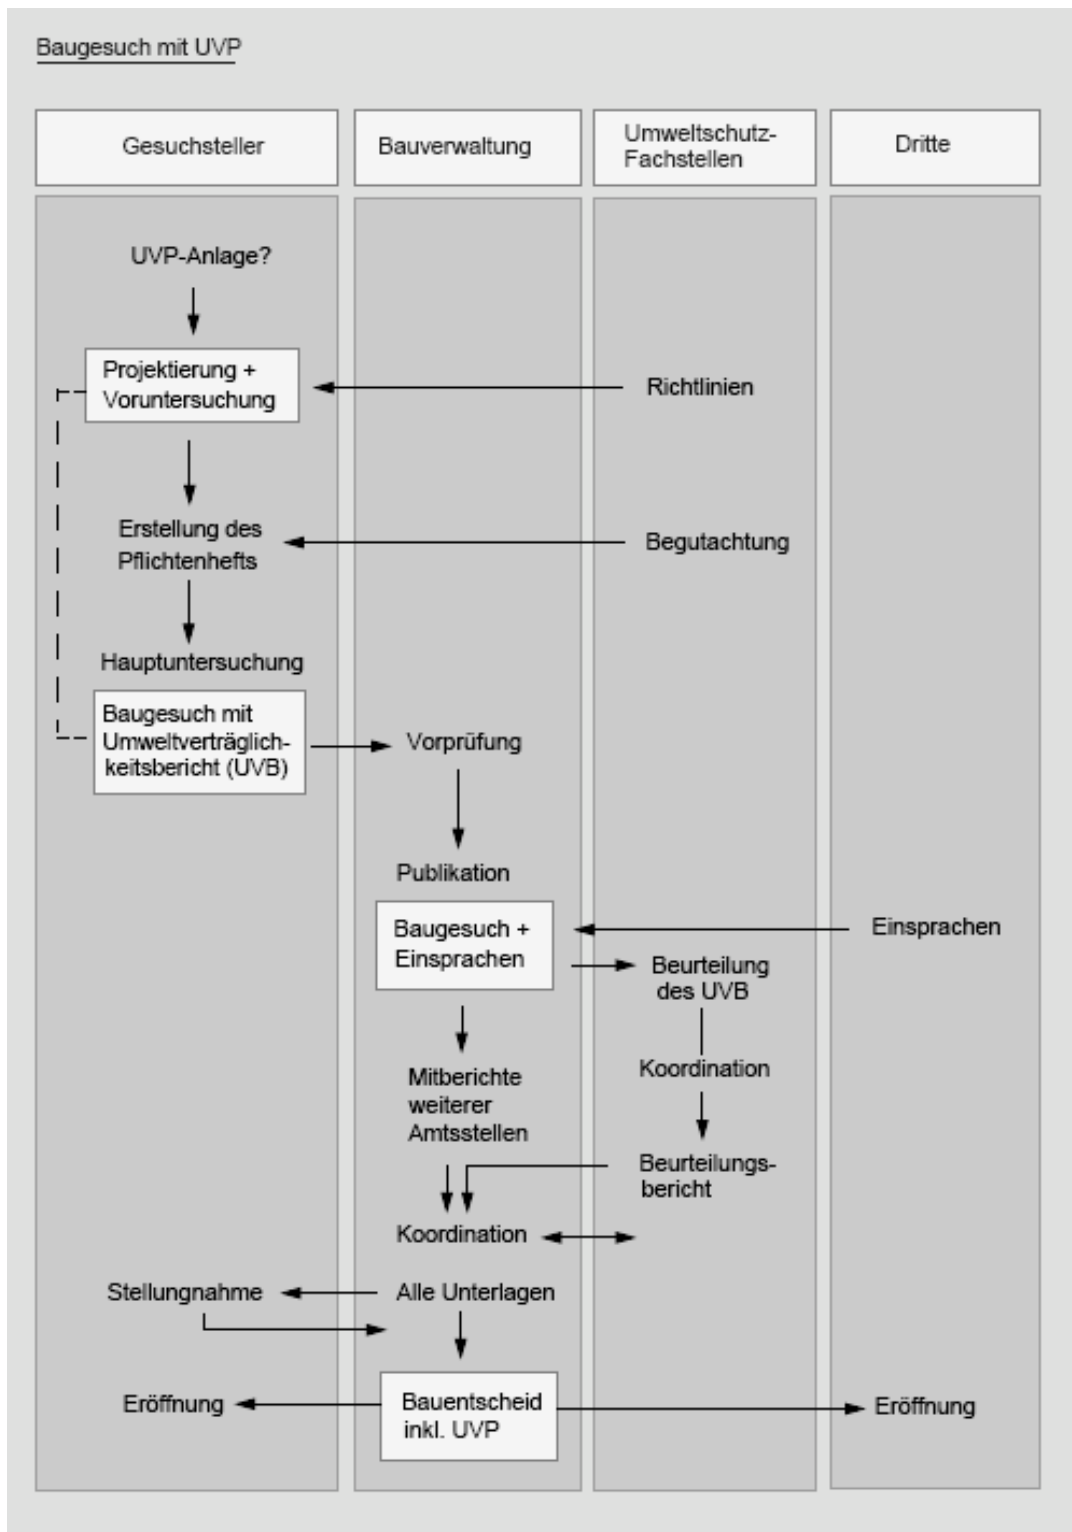 Baugesuch mit UVP
Gesuchsteller
Bauverwaltung
Umweltschutz-
Fachstellen
Dritte
UVP-Anlage?
Projektierung +
Voruntersuchung
Richtlinien
Erstellung des
Pflichtenhefts
Begutachtung
Hauptuntersuchung
Baugesuch mit
Umweltverträglich-
keitsbericht (UVB)
Vorprüfung
Publikation
Baugesuch +
Einsprachen
Einsprachen
Beurteilung
des UVB
Koordination
Mitberichte
weiterer
Amtsstellen
Beurteilungs-
bericht
Koordination
Stellungnahme
Alle Unterlagen
Eröffnung
Bauentscheid
inkl. UVP
Eröffnung